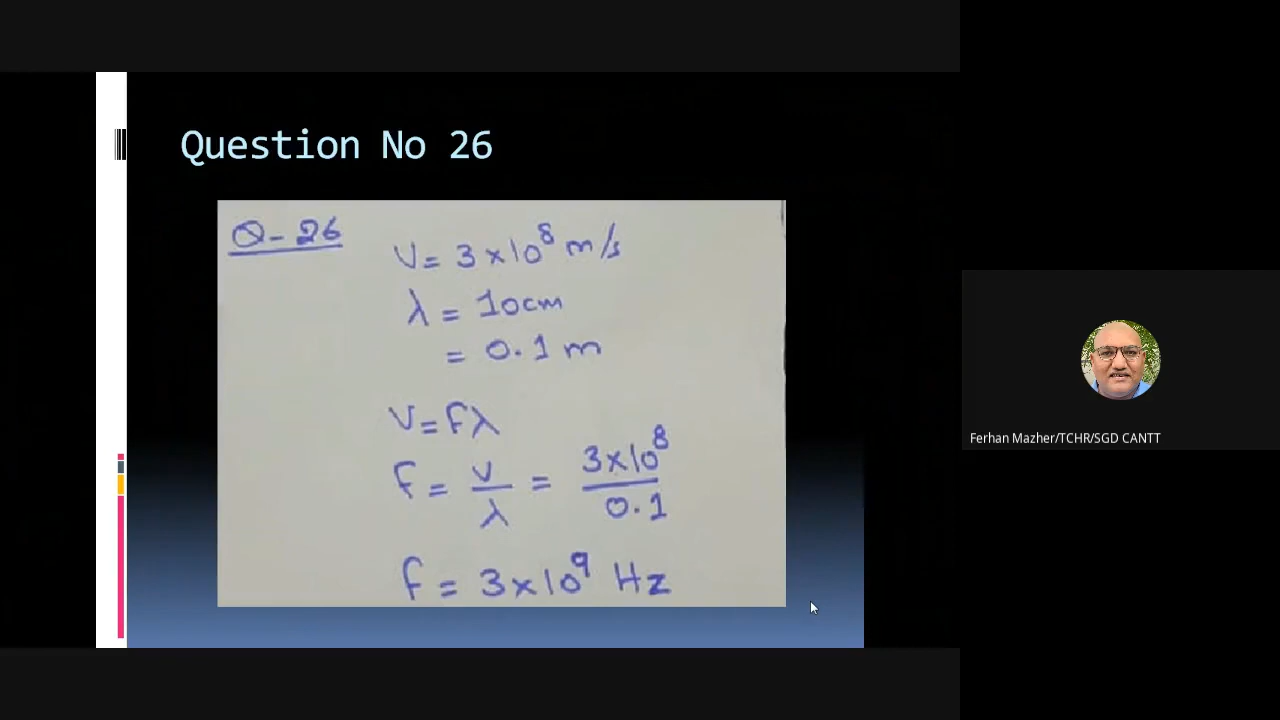 Question No 26
Q-26
V = 3×10⁸ m/s
λ = 10cm
= 0.1 m
V = fλ
f = V/λ = 3×10⁸/0.1
f = 3×10⁹ Hz
Ferhan Mazher/TCHR/SGD CANTT